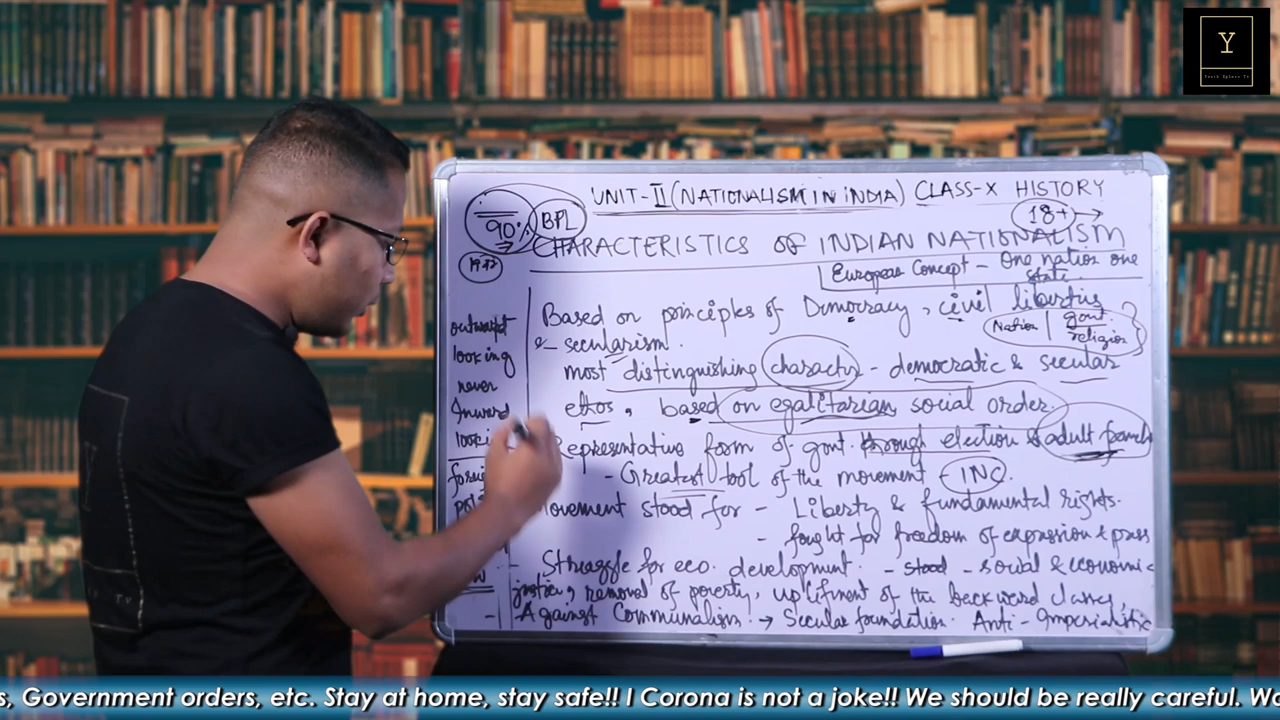 Y
UNIT-II (NATIONALISM IN INDIA) CLASS-X HISTORY
90% BPL
18+ →
CHARACTERISTICS OF INDIAN NATIONALISM
European Concept - One nation one
state
Based on principles of Democracy, civil liberties
& secularism.
Nation | govt.
religion
most distinguishing character - democratic & secular
ethos, based on egalitarian social order.
Representative form of govt. through election & adult
- Greatest tool of the movement (INC)
Movement stood for - Liberty & fundamental rights.
- fought for freedom of expression & press
- Struggle for eco. development. - stood - social & economic
justice, removal of poverty, upliftment of the backward classes
- Against Communalism. → Secular foundation. Anti-Imperialistic
outward
looking
never
Inward
s, Government orders, etc. Stay at home, stay safe!! I Corona is not a joke!! We should be really careful.